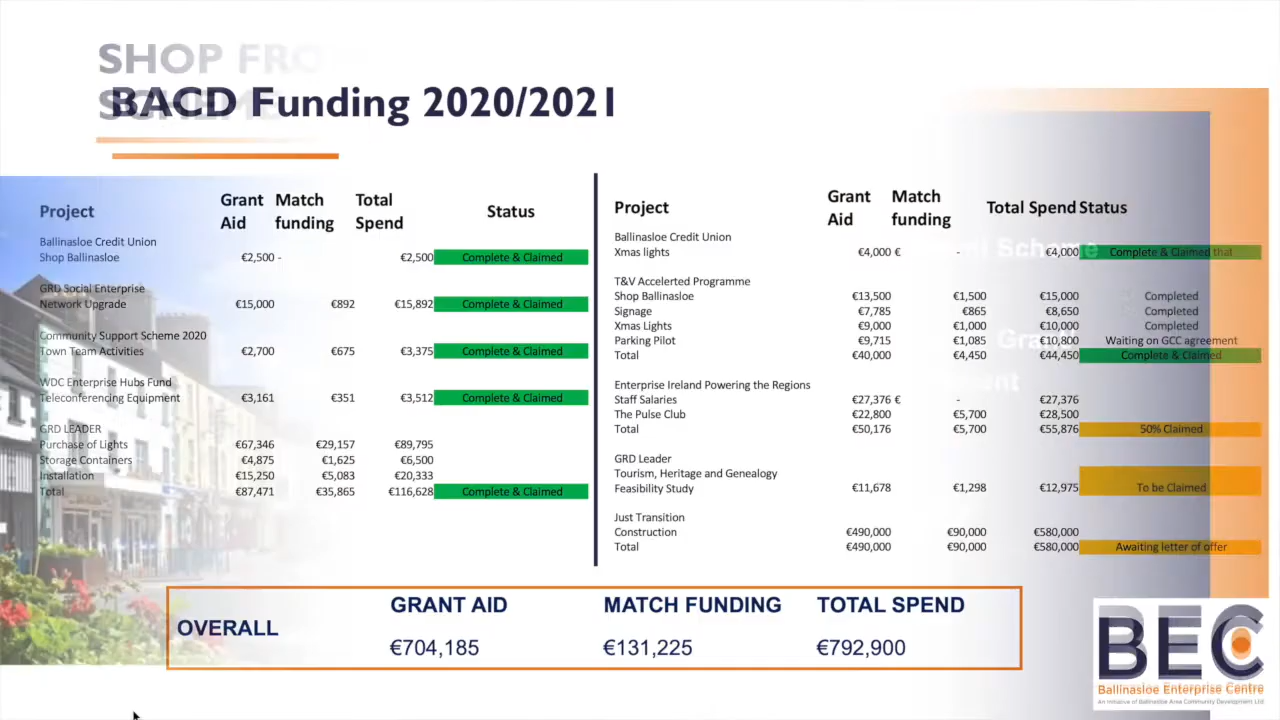 SHOP FRO
SCHEME
BACD Funding 2020/2021
Project Grant Aid Match funding Total Spend Status
Ballinasloe Credit Union
Shop Ballinasloe €2,500 - €2,500 Complete & Claimed
GRD Social Enterprise
Network Upgrade €15,000 €892 €15,892 Complete & Claimed
Community Support Scheme 2020
Town Team Activities €2,700 €675 €3,375 Complete & Claimed
WDC Enterprise Hubs Fund
Teleconferencing Equipment €3,161 €351 €3,512 Complete & Claimed
GRD LEADER
Purchase of Lights €67,346 €29,157 €89,795
Storage Containers €4,875 €1,625 €6,500
Installation €15,250 €5,083 €20,333
Total €87,471 €35,865 €116,628 Complete & Claimed
Project Grant Aid Match funding Total Spend Status
Ballinasloe Credit Union
Xmas lights €4,000 € - €4,000 Complete & Claimed that
Scheme
T&V Accelerted Programme
Shop Ballinasloe €13,500 €1,500 €15,000 Completed
Signage €7,785 €865 €8,650 Completed
Xmas Lights €9,000 €1,000 €10,000 Completed
Parking Pilot €9,715 €1,085 €10,800 Waiting on GCC agreement
Total €40,000 €4,450 €44,450 Complete & Claimed
Enterprise Ireland Powering the Regions
Staff Salaries €27,376 € - €27,376
The Pulse Club €22,800 €5,700 €28,500
Total €50,176 €5,700 €55,876 50% Claimed
GRD Leader
Tourism, Heritage and Genealogy
Feasibility Study €11,678 €1,298 €12,975 To be Claimed
Just Transition
Construction €490,000 €90,000 €580,000
Total €490,000 €90,000 €580,000 Awaiting letter of offer
OVERALL GRANT AID MATCH FUNDING TOTAL SPEND
€704,185 €131,225 €792,900
BEC
Ballinasloe Enterprise Centre
An Initiative of Ballinasloe Area Community Development Ltd